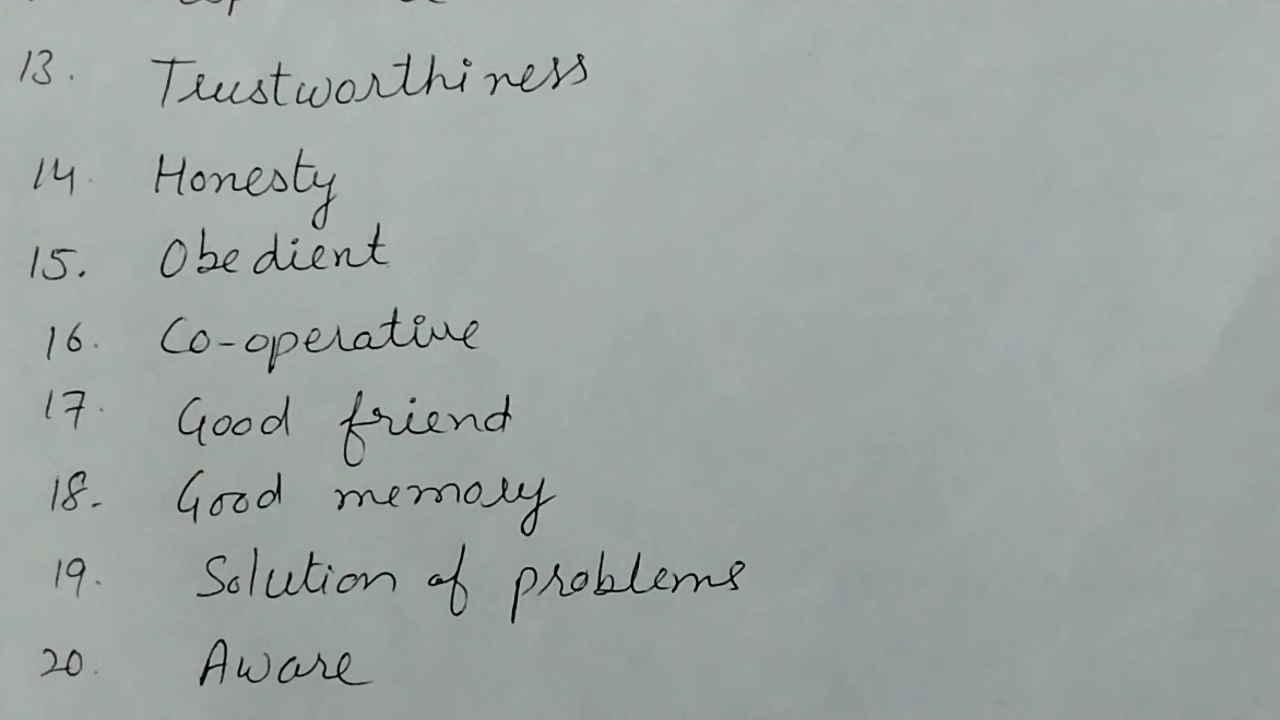 13. Trustworthiness
14. Honesty
15. Obedient
16. Co-operative
17. Good friend
18. Good memory
19. Solution of problems
20. Aware